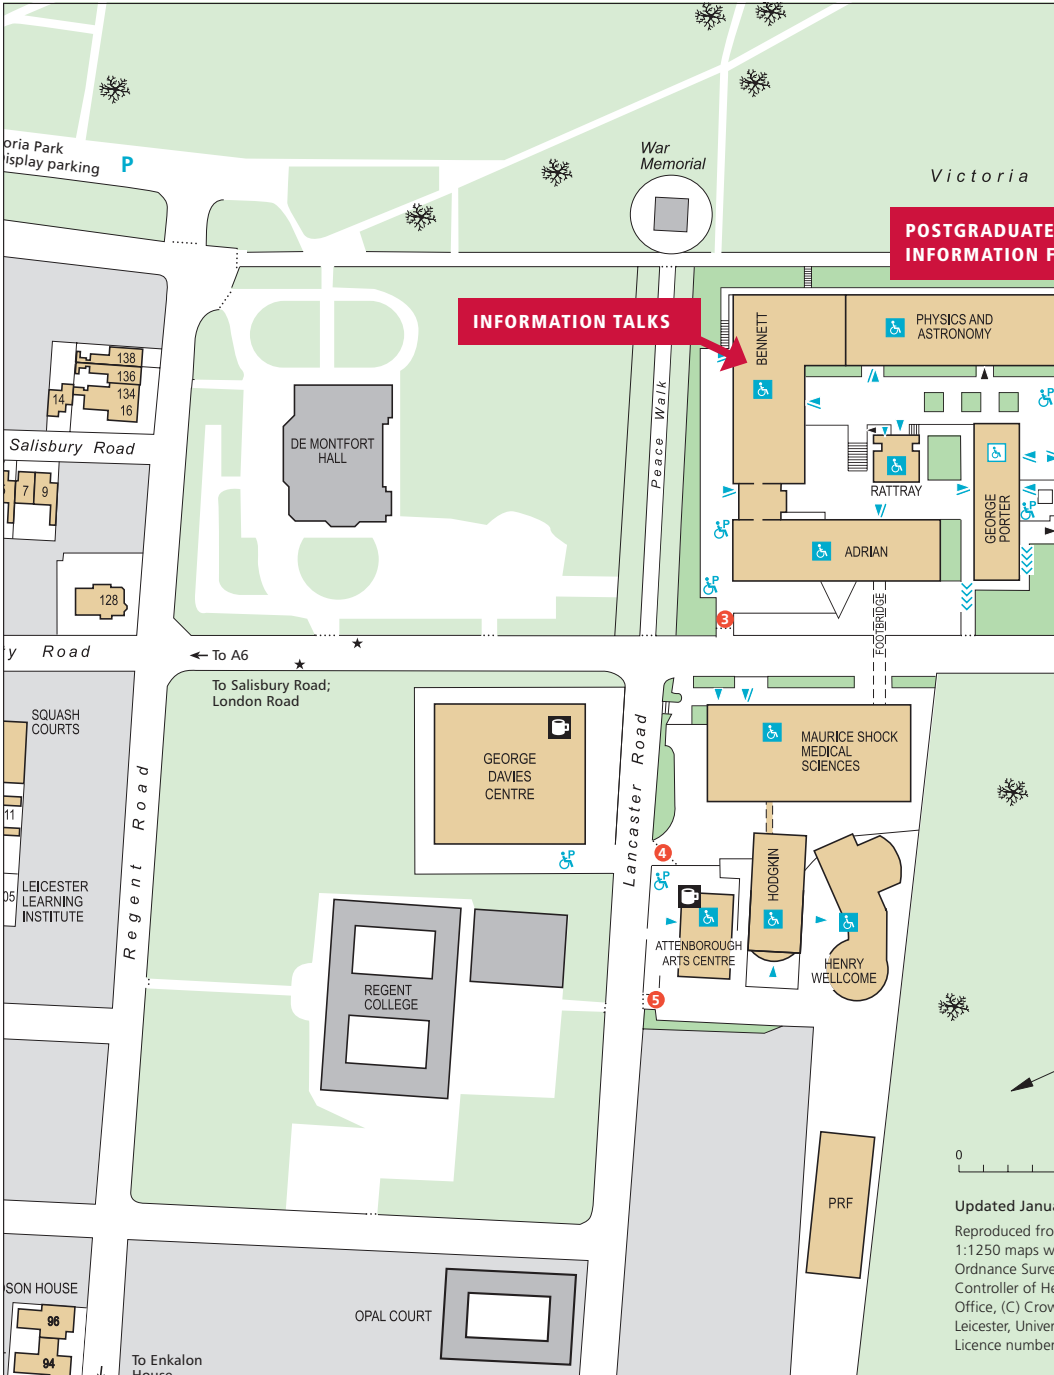 oria Park
isplay parking
P
War
Memorial
Victoria
POSTGRADUATE
INFORMATION F
INFORMATION TALKS
BENNETT
PHYSICS AND
ASTRONOMY
138
136
134
16
14
Salisbury Road
7
9
DE MONTFORT
HALL
Peace Walk
RATTRAY
GEORGE
PORTER
P
P
P
P
ADRIAN
128
3
FOOTBRIDGE
y Road
← To A6
To Salisbury Road;
London Road
SQUASH
COURTS
GEORGE
DAVIES
CENTRE
Lancaster Road
MAURICE SHOCK
MEDICAL
SCIENCES
Regent Road
11
05
LEICESTER
LEARNING
INSTITUTE
P
4
P
HODGKIN
ATTENBOROUGH
ARTS CENTRE
HENRY
WELLCOME
REGENT
COLLEGE
5
PRF
0
Updated Janua
Reproduced fro
1:1250 maps w
Ordnance Surve
Controller of He
Office, (C) Crow
Leicester, Univer
Licence number
SON HOUSE
96
94
OPAL COURT
To Enkalon
House